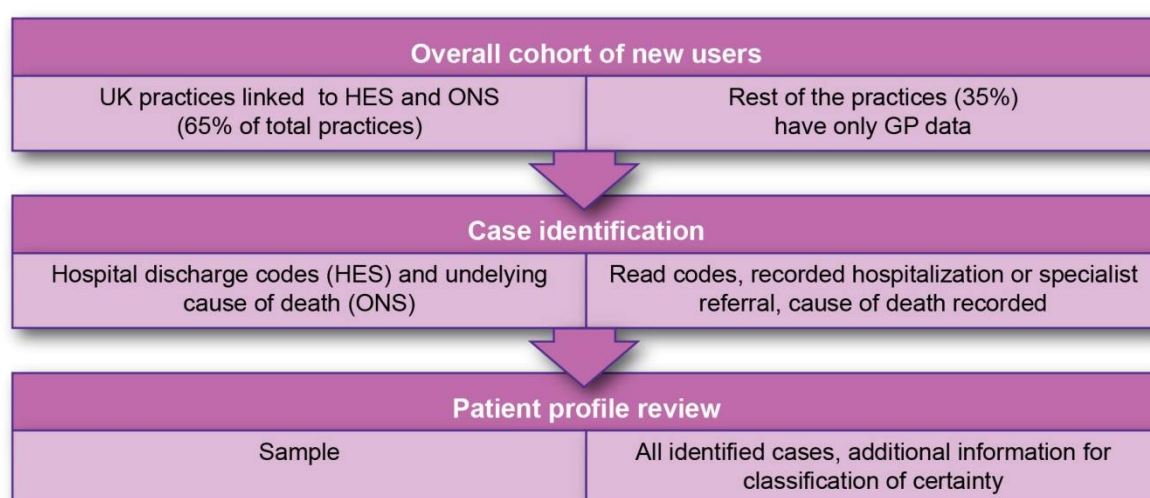 Overall cohort of new users
UK practices linked to HES and ONS
(65% of total practices)
Rest of the practices (35%)
have only GP data
Case identification
Hospital discharge codes (HES) and undelying
cause of death (ONS)
Read codes, recorded hospitalization or specialist
referral, cause of death recorded
Patient profile review
Sample
All identified cases, additional information for
classification of certainty